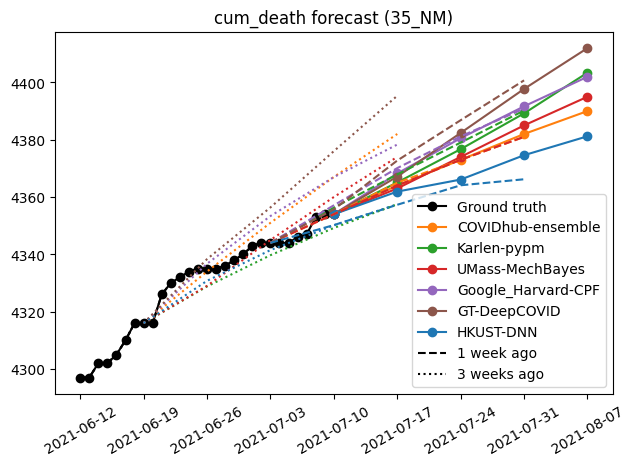 cum_death forecast (35_NM)
4400
4380
4360
4340
4320
4300
Ground truth
COVIDhub-ensemble
Karlen-pypm
UMass-MechBayes
Google_Harvard-CPF
GT-DeepCOVID
HKUST-DNN
1 week ago
3 weeks ago
2021-06-12
2021-06-19
2021-06-26
2021-07-03
2021-07-10
2021-07-17
2021-07-24
2021-07-31
2021-08-07